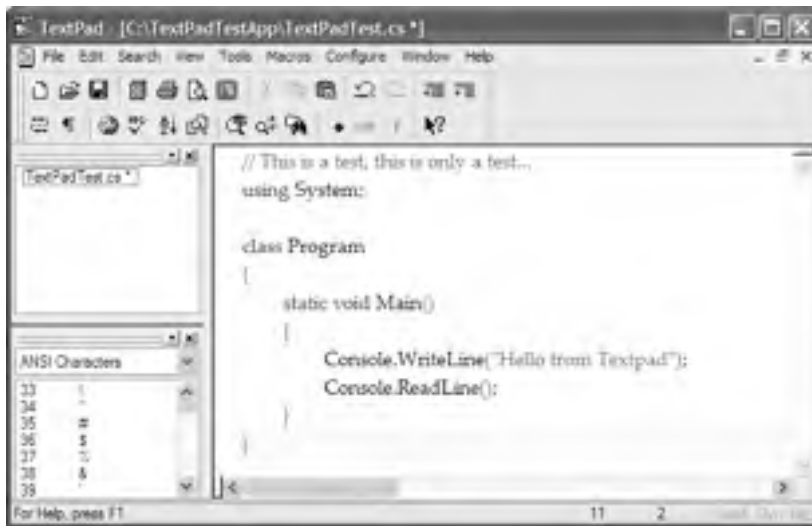 TextPad - [C:\TextPadTestApp\TextPadTest.cs *]
File Edit Search View Tools Macros Configure Window Help
TextPadTest.cs *
// This is a test, this is only a test...
using System;
class Program
{
static void Main()
{
Console.WriteLine("Hello from Textpad");
Console.ReadLine();
}
}
ANSI Characters
33 !
34 "
35 #
36 $
37 %
38 &
39 '
For Help, press F1
11 2